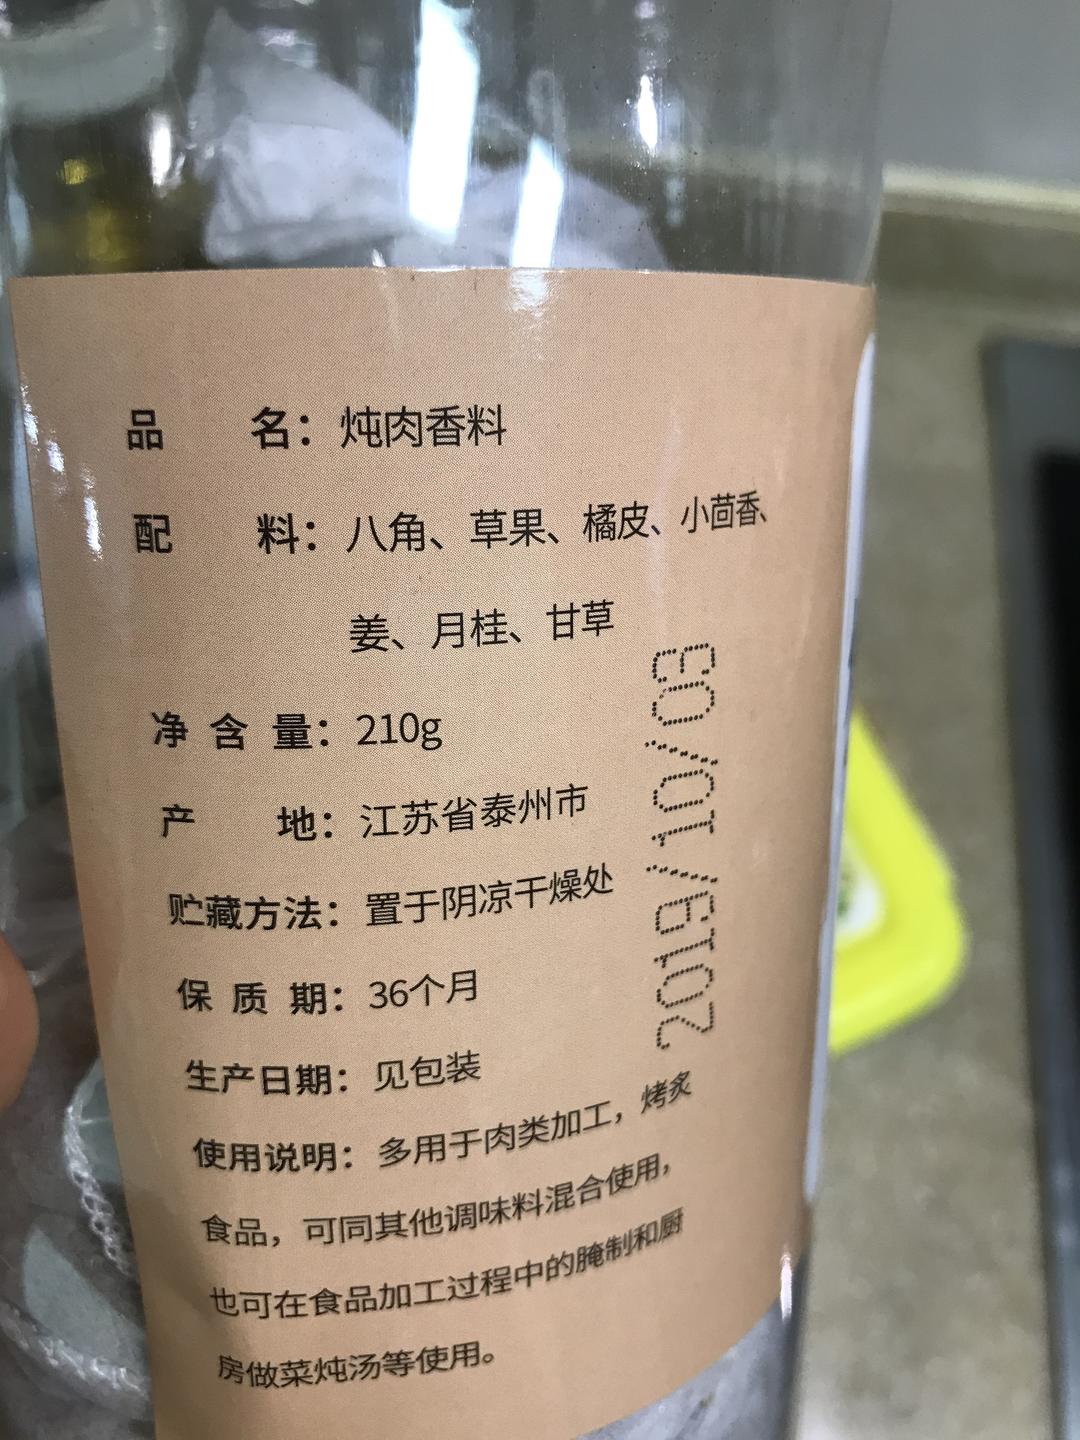 品名：炖肉香料
配料：八角、草果、橘皮、小茴香、
姜、月桂、甘草
净含量：210g
产地：江苏省泰州市
贮藏方法：置于阴凉干燥处
保质期：36个月
生产日期：见包装
使用说明：多用于肉类加工，烤炙
食品，可同其他调味料混合使用，
也可在食品加工过程中的腌制和厨
房做菜炖汤等使用。
2019/10/03